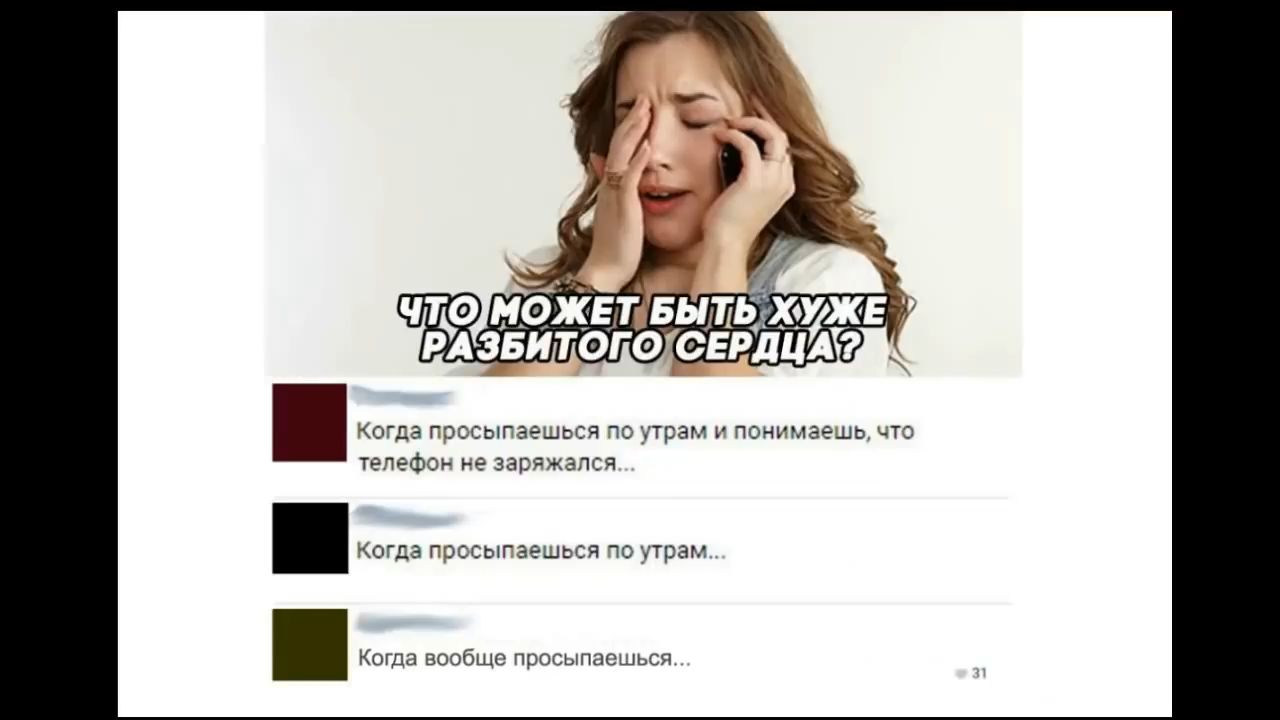 ЧТО МОЖЕТ БЫТЬ ХУЖЕ
РАЗБИТОГО СЕРДЦА?
Когда просыпаешься по утрам и понимаешь, что
телефон не заряжался...
Когда просыпаешься по утрам...
Когда вообще просыпаешься...
31